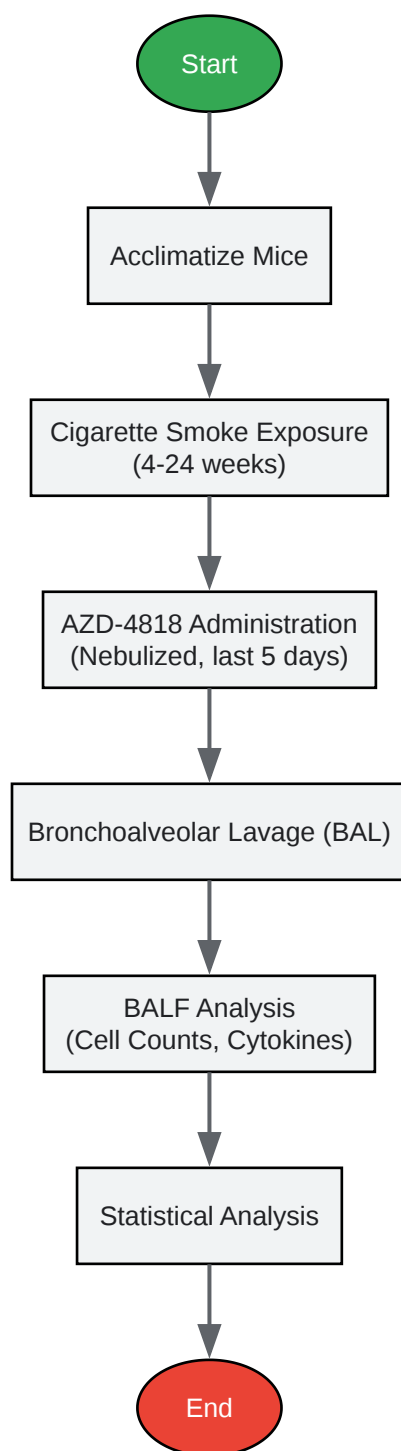 Start
Acclimatize Mice
Cigarette Smoke Exposure
(4-24 weeks)
AZD-4818 Administration
(Nebulized, last 5 days)
Bronchoalveolar Lavage (BAL)
BALF Analysis
(Cell Counts, Cytokines)
Statistical Analysis
End